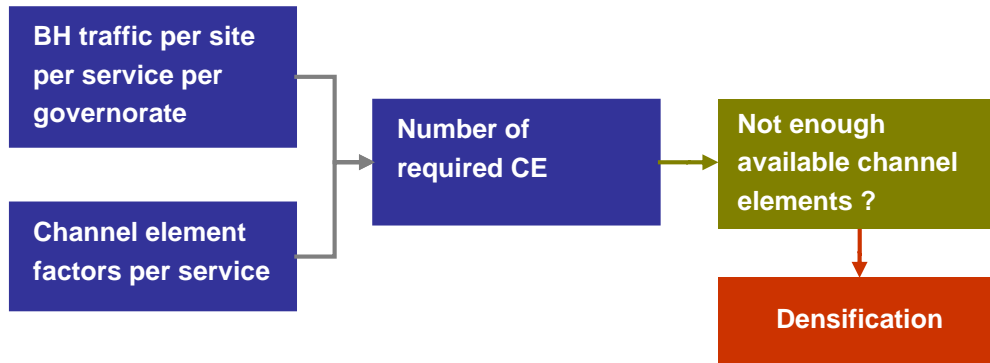 BH traffic per site
per service per
governorate
Channel element
factors per service
Number of
required CE
Not enough
available channel
elements ?
Densification